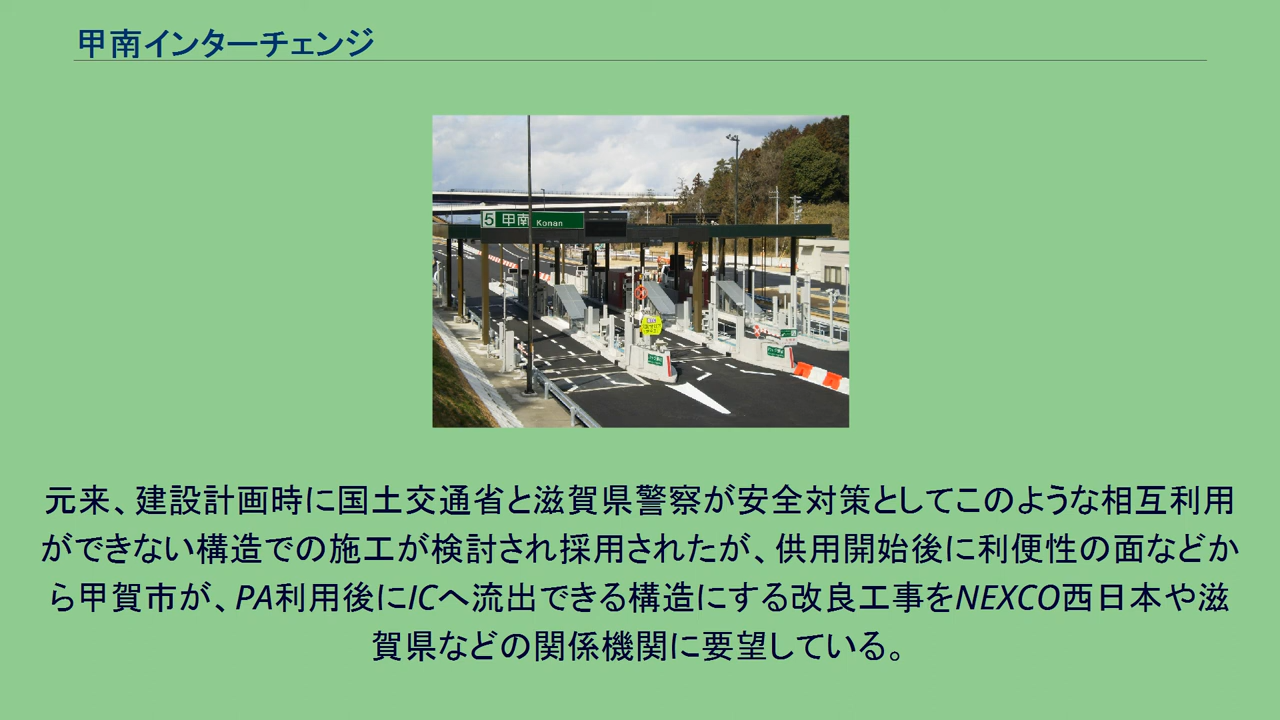 甲南インターチェンジ
5 甲南 Konan
元来、建設計画時に国土交通省と滋賀県警察が安全対策としてこのような相互利用
ができない構造での施工が検討され採用されたが、供用開始後に利便性の面などか
ら甲賀市が、PA利用後にICへ流出できる構造にする改良工事をNEXCO西日本や滋
賀県などの関係機関に要望している。